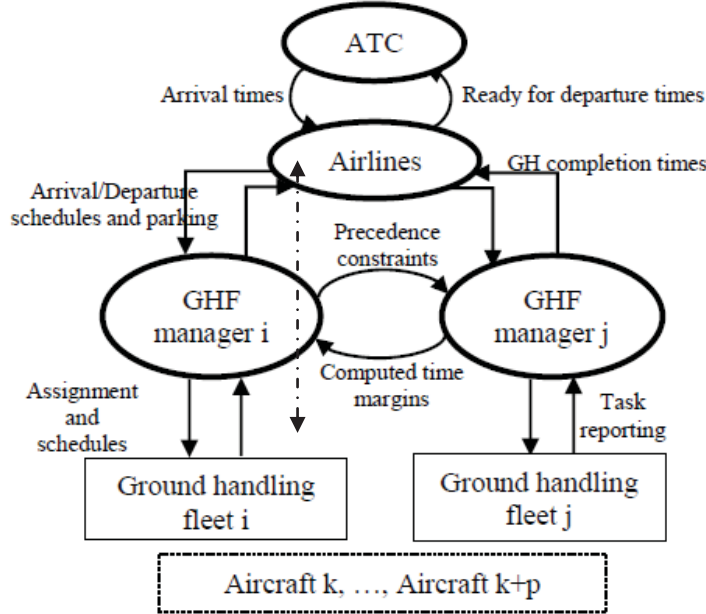 ATC
Arrival times
Ready for departure times
Airlines
GH completion times
Arrival/Departure
schedules and parking
Precedence
constraints
GHF
manager i
GHF
manager j
Computed time
margins
Assignment
and
schedules
Task
reporting
Ground handling
fleet i
Ground handling
fleet j
Aircraft k, …, Aircraft k+p